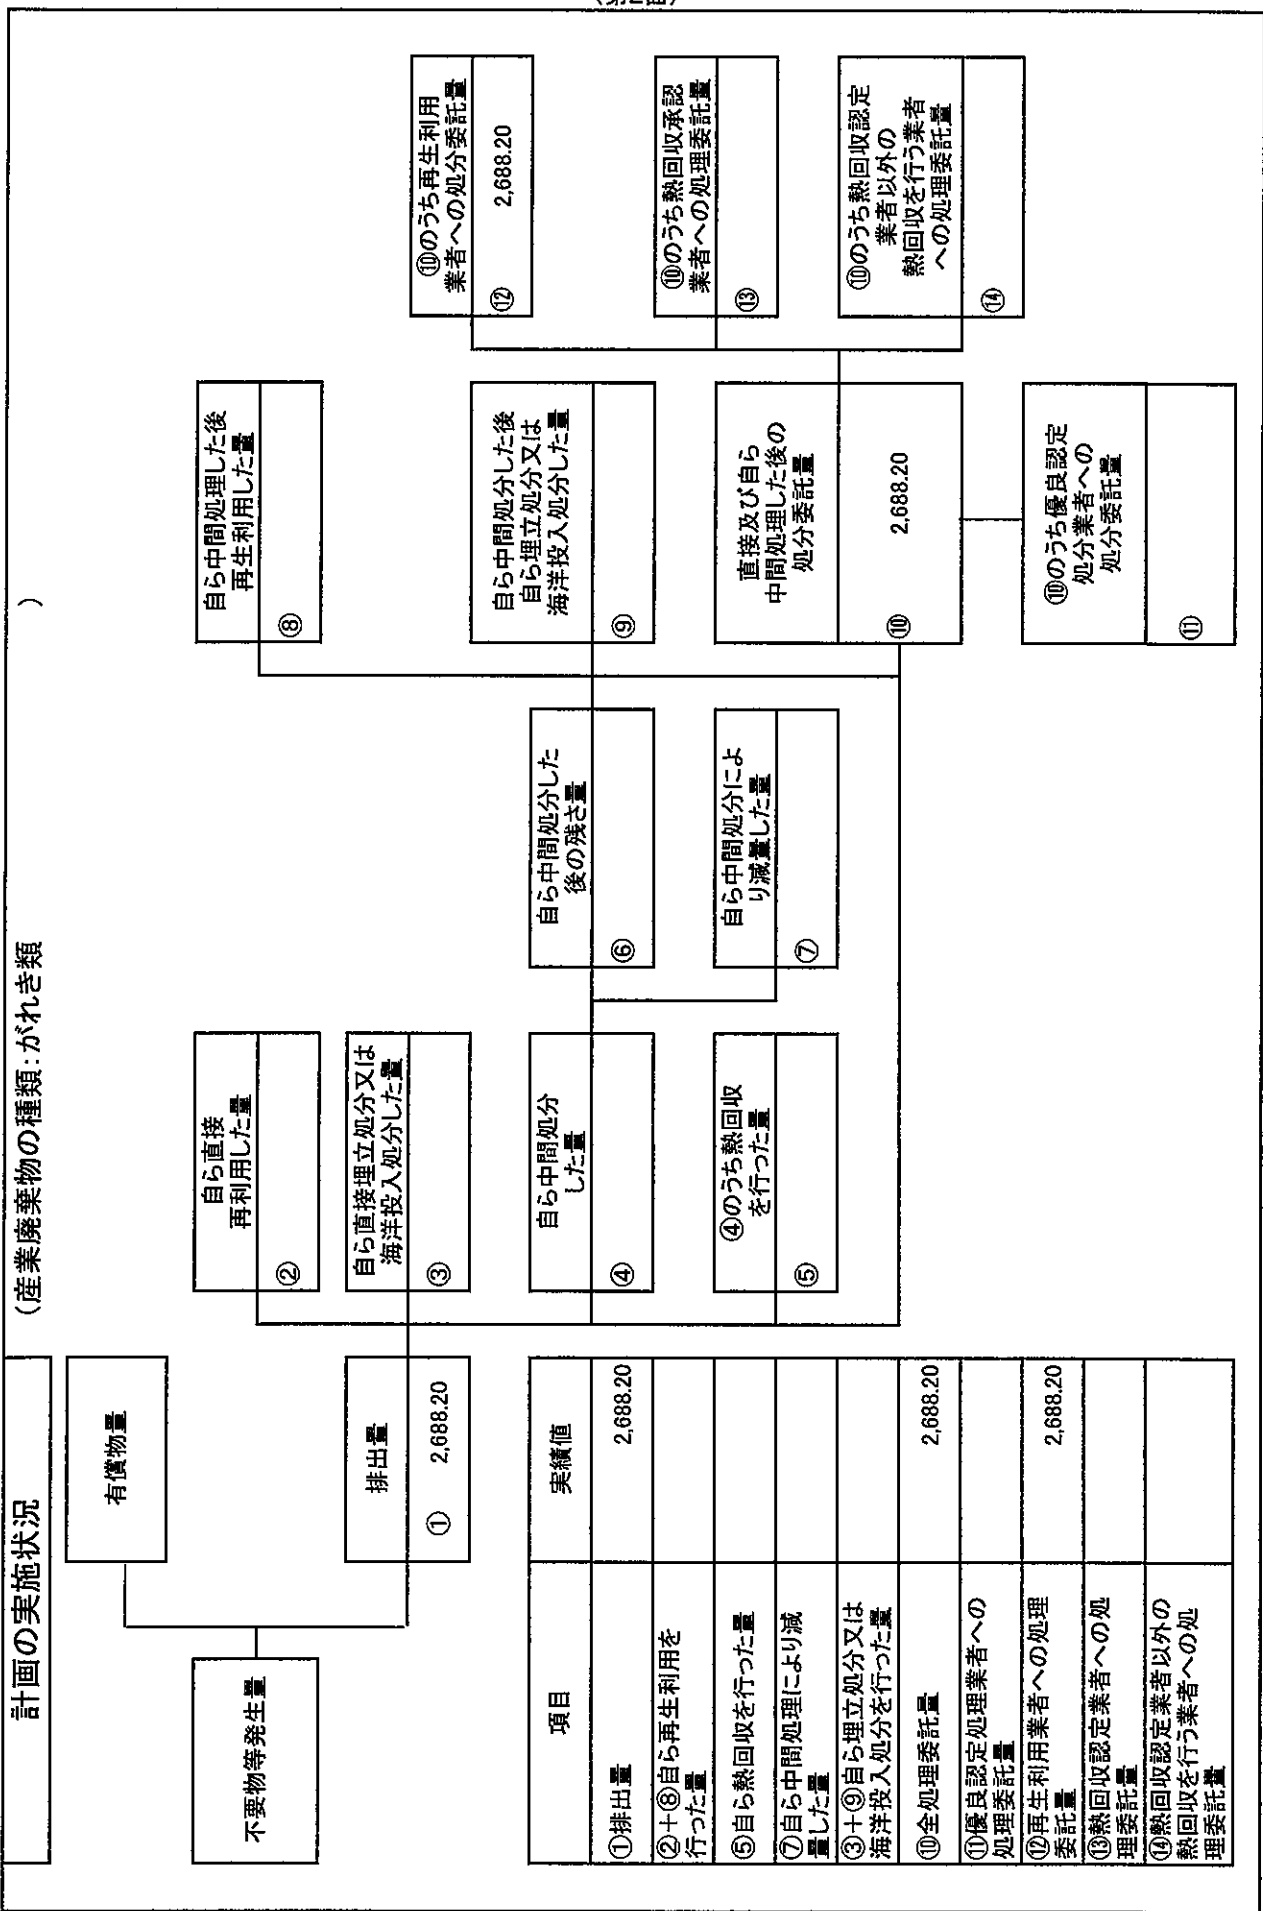 計画の実施状況
(産業廃棄物の種類:がれき類 )
不要物等発生量
有償物量
排出量
① 2,688.20
自ら直接
再利用した量
②
自ら直接埋立処分又は
海洋投入処分した量
③
自ら中間処分
した量
④
④のうち熱回収
を行った量
⑤
自ら中間処分した
後の残さ量
⑥
自ら中間処分によ
り減量した量
⑦
自ら中間処理した後
再生利用した量
⑧
自ら中間処分した後
自ら埋立処分又は
海洋投入処分した量
⑨
直接及び自ら
中間処理した後の
処分委託量
⑩ 2,688.20
⑩のうち優良認定
処分業者への
処分委託量
⑪
⑩のうち再生利用
業者への処分委託量
⑫ 2,688.20
⑩のうち熱回収承認
業者への処理委託量
⑬
⑩のうち熱回収認定
業者以外の
熱回収を行う業者
への処理委託量
⑭
項目 実績値
①排出量 2,688.20
②+⑧自ら再生利用を
行った量
⑤自ら熱回収を行った量
⑦自ら中間処理により減
量した量
③+⑨自ら埋立処分又は
海洋投入処分を行った量
⑩全処理委託量 2,688.20
⑪優良認定処理業者への
処理委託量
⑫再生利用業者への処理
委託量 2,688.20
⑬熱回収認定業者への処
理委託量
⑭熱回収認定業者以外の
熱回収を行う業者への処
理委託量